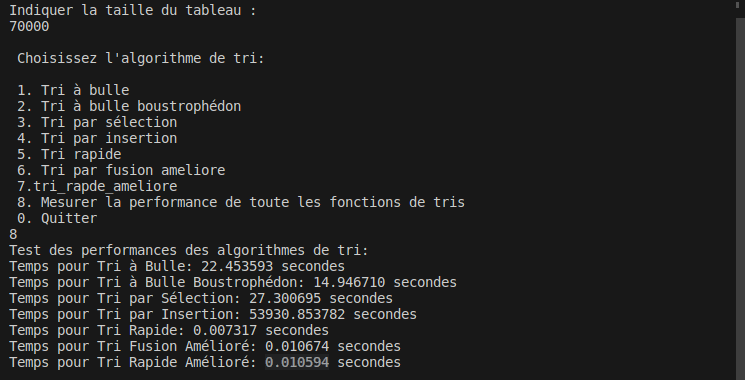 Indiquer la taille du tableau :
70000
Choisissez l'algorithme de tri:
1. Tri à bulle
2. Tri à bulle boustrophédon
3. Tri par sélection
4. Tri par insertion
5. Tri rapide
6. Tri par fusion ameliore
7.tri_rapde_ameliore
8. Mesurer la performance de toute les fonctions de tris
0. Quitter
8
Test des performances des algorithmes de tri:
Temps pour Tri à Bulle: 22.453593 secondes
Temps pour Tri à Bulle Boustrophédon: 14.946710 secondes
Temps pour Tri par Sélection: 27.300695 secondes
Temps pour Tri par Insertion: 53930.853782 secondes
Temps pour Tri Rapide: 0.007317 secondes
Temps pour Tri Fusion Amélioré: 0.010674 secondes
Temps pour Tri Rapide Amélioré: 0.010594 secondes